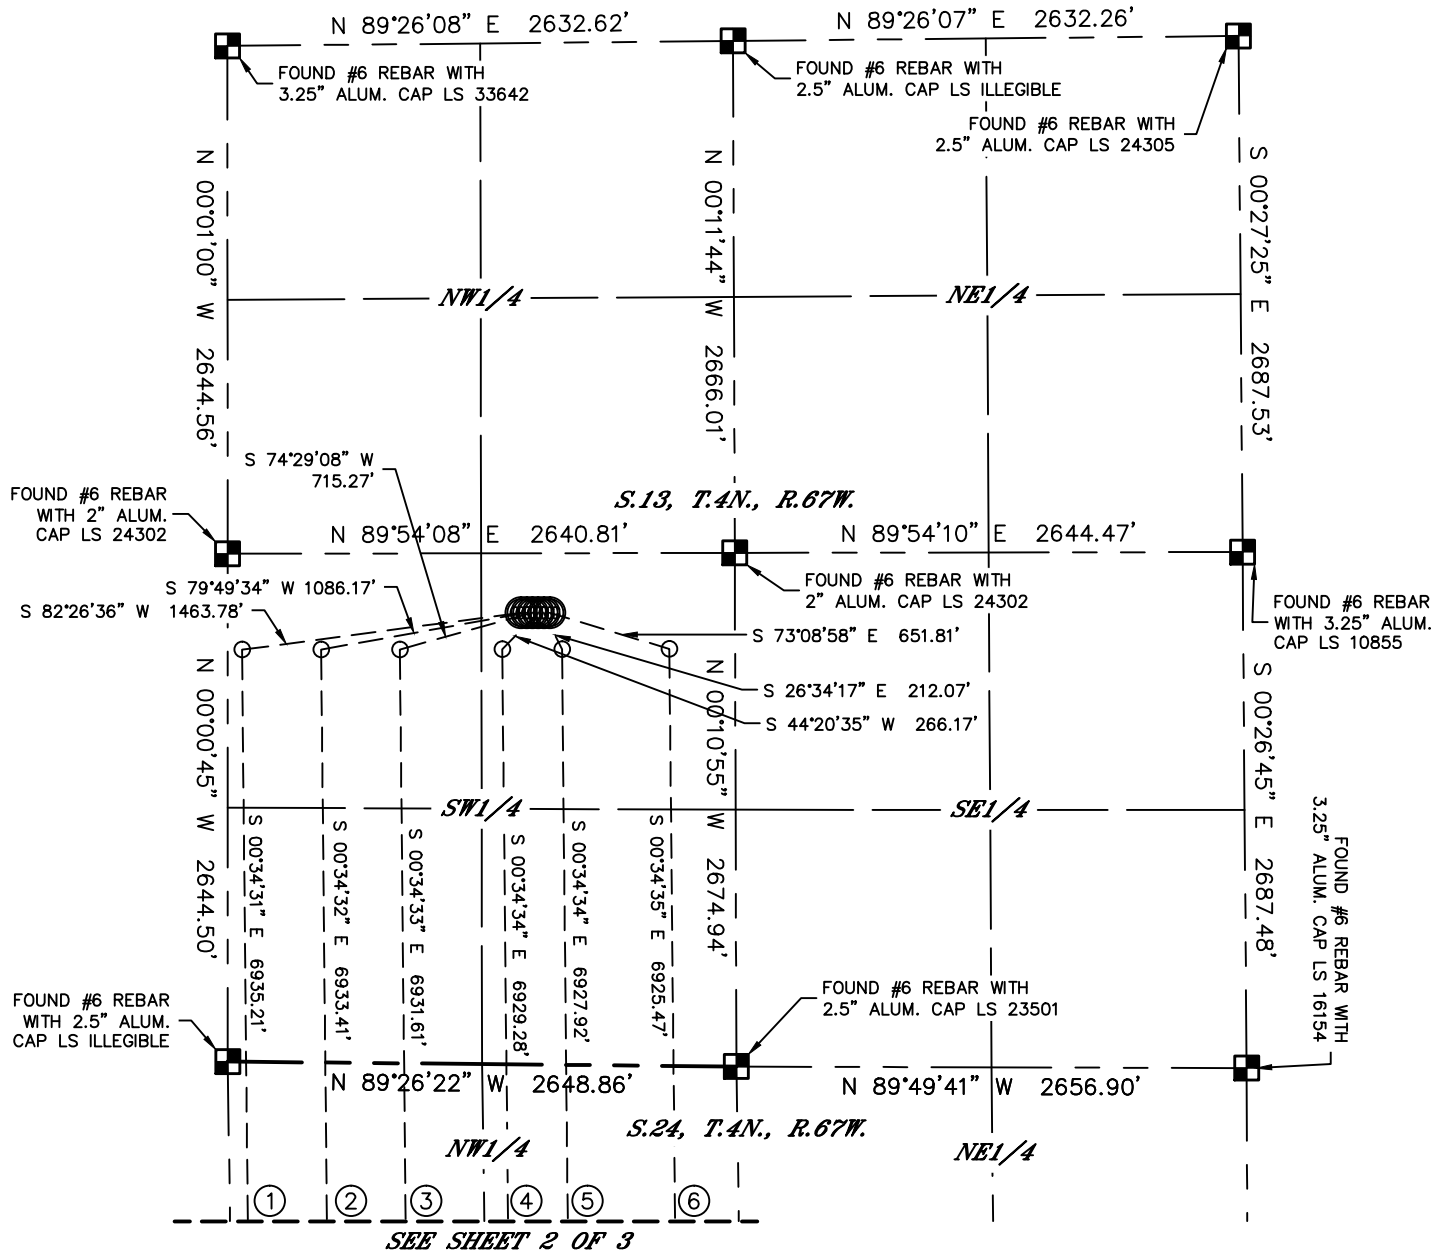 N 89°26'08" E 2632.62'
N 89°26'07" E 2632.26'
FOUND #6 REBAR WITH
3.25" ALUM. CAP LS 33642
FOUND #6 REBAR WITH
2.5" ALUM. CAP LS ILLEGIBLE
FOUND #6 REBAR WITH
2.5" ALUM. CAP LS 24305
N 00°01'00" W 2644.56'
N 00°11'44" W 2666.01'
S 00°27'25" E 2687.53'
NW1/4
NE1/4
S 74°29'08" W
715.27'
FOUND #6 REBAR
WITH 2" ALUM.
CAP LS 24302
S.13, T.4N., R.67W.
N 89°54'08" E 2640.81'
N 89°54'10" E 2644.47'
S 79°49'34" W 1086.17'
S 82°26'36" W 1463.78'
FOUND #6 REBAR WITH
2" ALUM. CAP LS 24302
FOUND #6 REBAR
WITH 3.25" ALUM.
CAP LS 10855
S 73°08'58" E 651.81'
S 26°34'17" E 212.07'
S 44°20'35" W 266.17'
N 00°00'45" W 2644.50'
N 00°10'55" W 2674.94'
S 00°26'45" E 2687.48'
SW1/4
SE1/4
S 00°34'31" E 6935.21'
S 00°34'32" E 6933.41'
S 00°34'33" E 6931.61'
S 00°34'34" E 6929.28'
S 00°34'34" E 6927.92'
S 00°34'35" E 6925.47'
FOUND #6 REBAR WITH
3.25" ALUM. CAP LS 16154
FOUND #6 REBAR
WITH 2.5" ALUM.
CAP LS ILLEGIBLE
FOUND #6 REBAR WITH
2.5" ALUM. CAP LS 23501
N 89°26'22" W 2648.86'
N 89°49'41" W 2656.90'
S.24, T.4N., R.67W.
NW1/4
NE1/4
1 2 3 4 5 6
SEE SHEET 2 OF 3